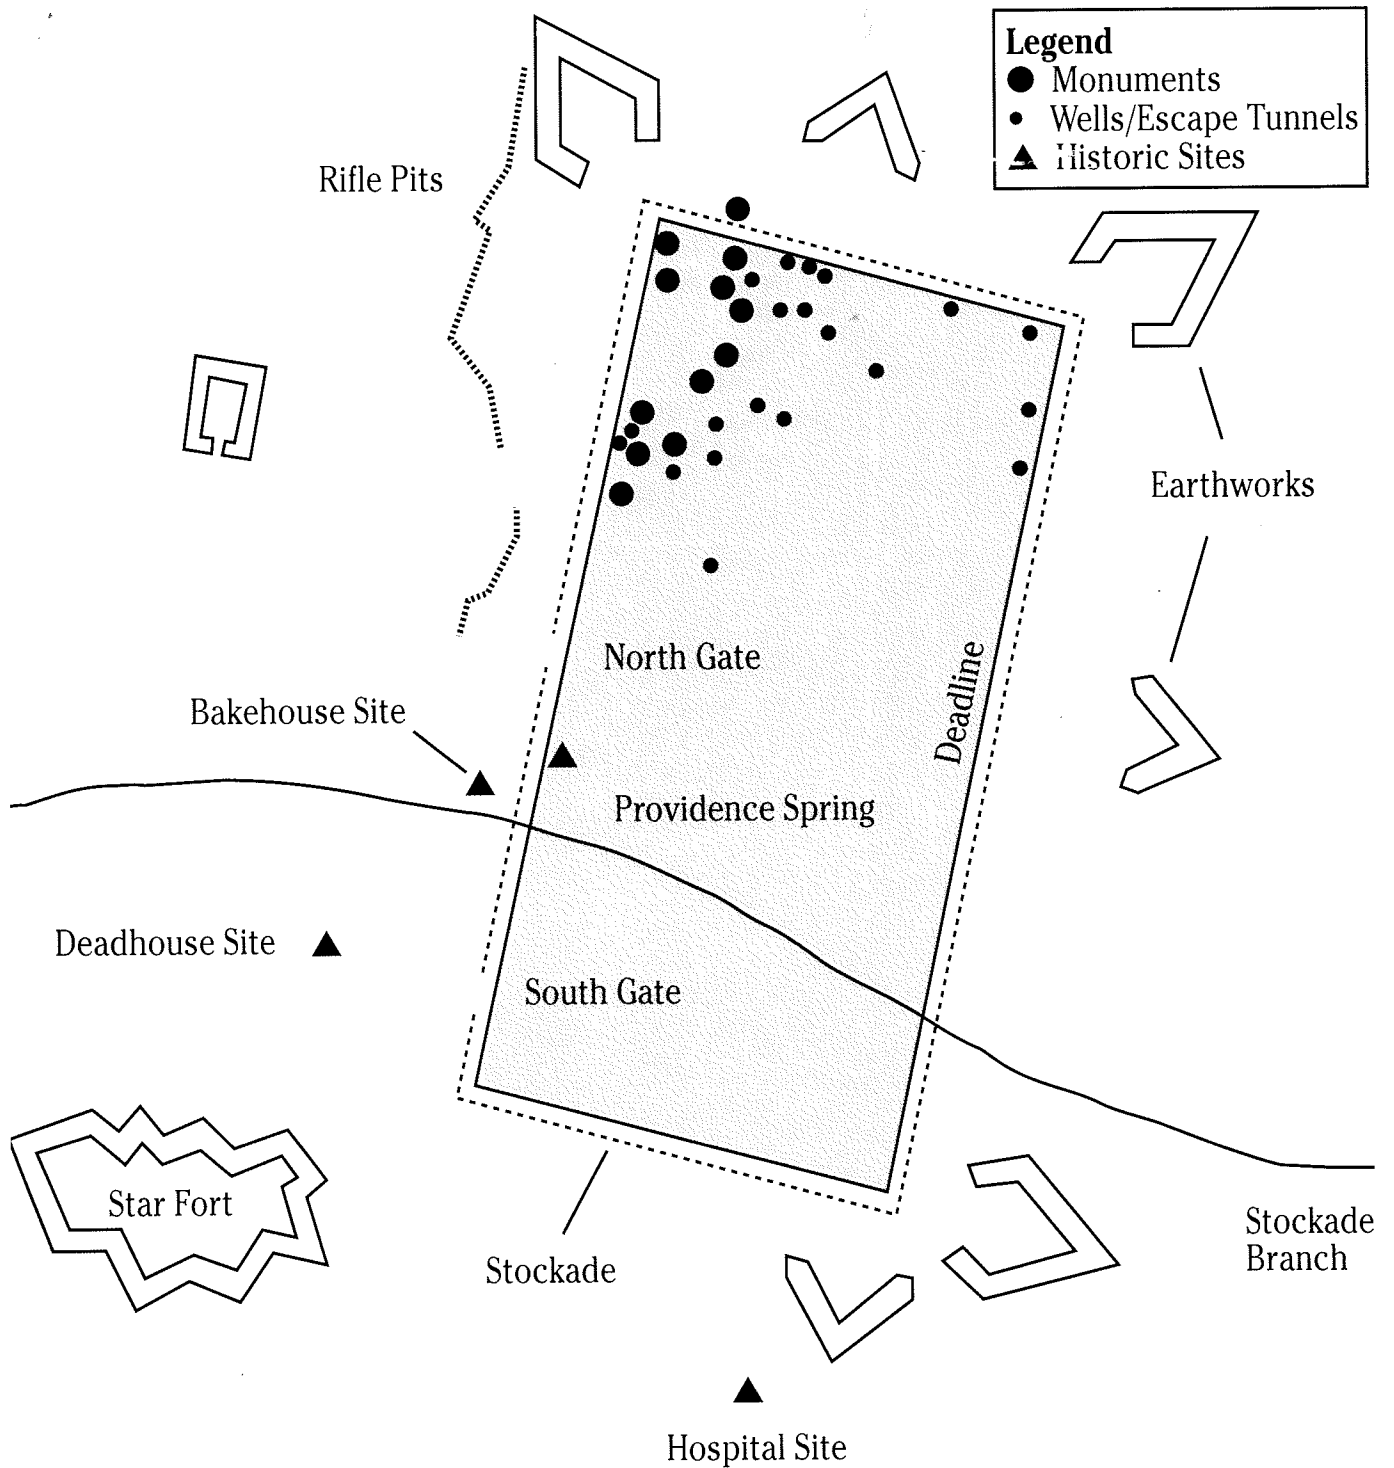 Legend
Monuments
Wells/Escape Tunnels
Historic Sites
Rifle Pits
Earthworks
North Gate
Deadline
Bakehouse Site
Providence Spring
Deadhouse Site
South Gate
Star Fort
Stockade
Branch
Stockade
Hospital Site